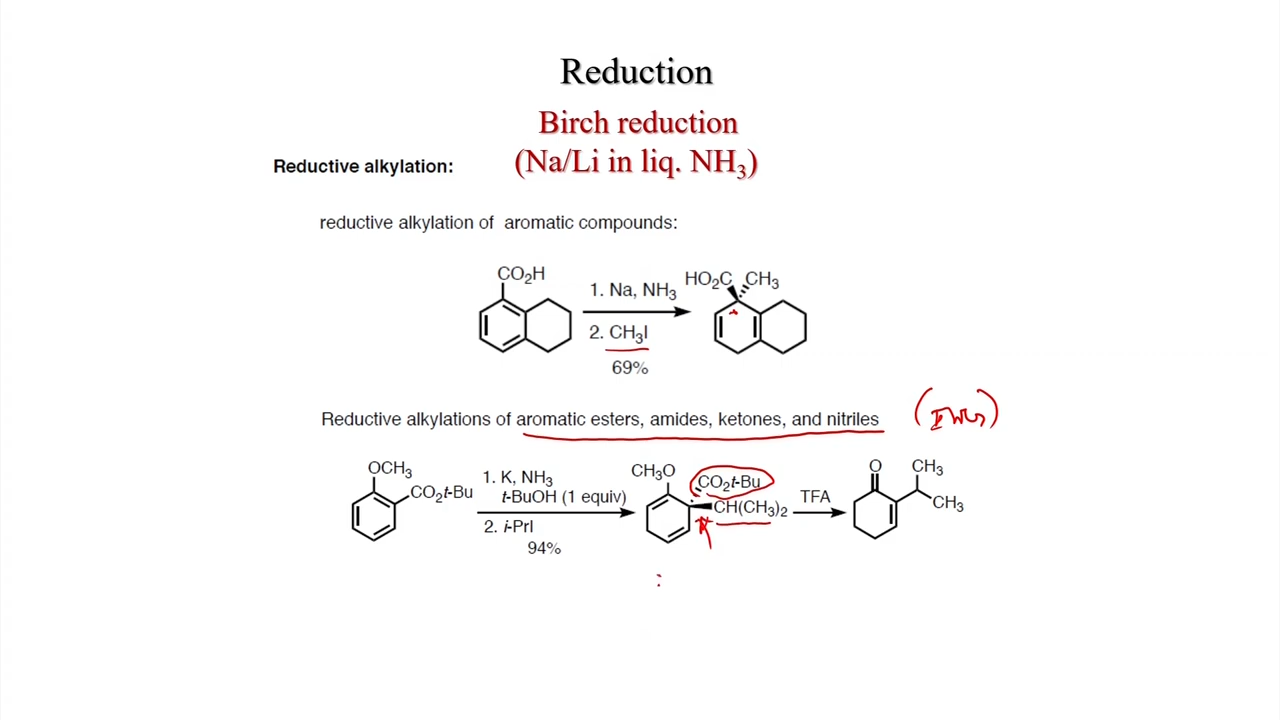 Reduction
Birch reduction
(Na/Li in liq. NH₃)
Reductive alkylation:
reductive alkylation of aromatic compounds:
CO₂H
1. Na, NH₃
2. CH₃I
69%
HO₂C CH₃
Reductive alkylations of aromatic esters, amides, ketones, and nitriles (EWG)
OCH₃
CO₂t-Bu
1. K, NH₃
t-BuOH (1 equiv)
2. i-PrI
94%
CH₃O
CO₂t-Bu
CH(CH₃)₂
TFA
O
CH₃
CH₃